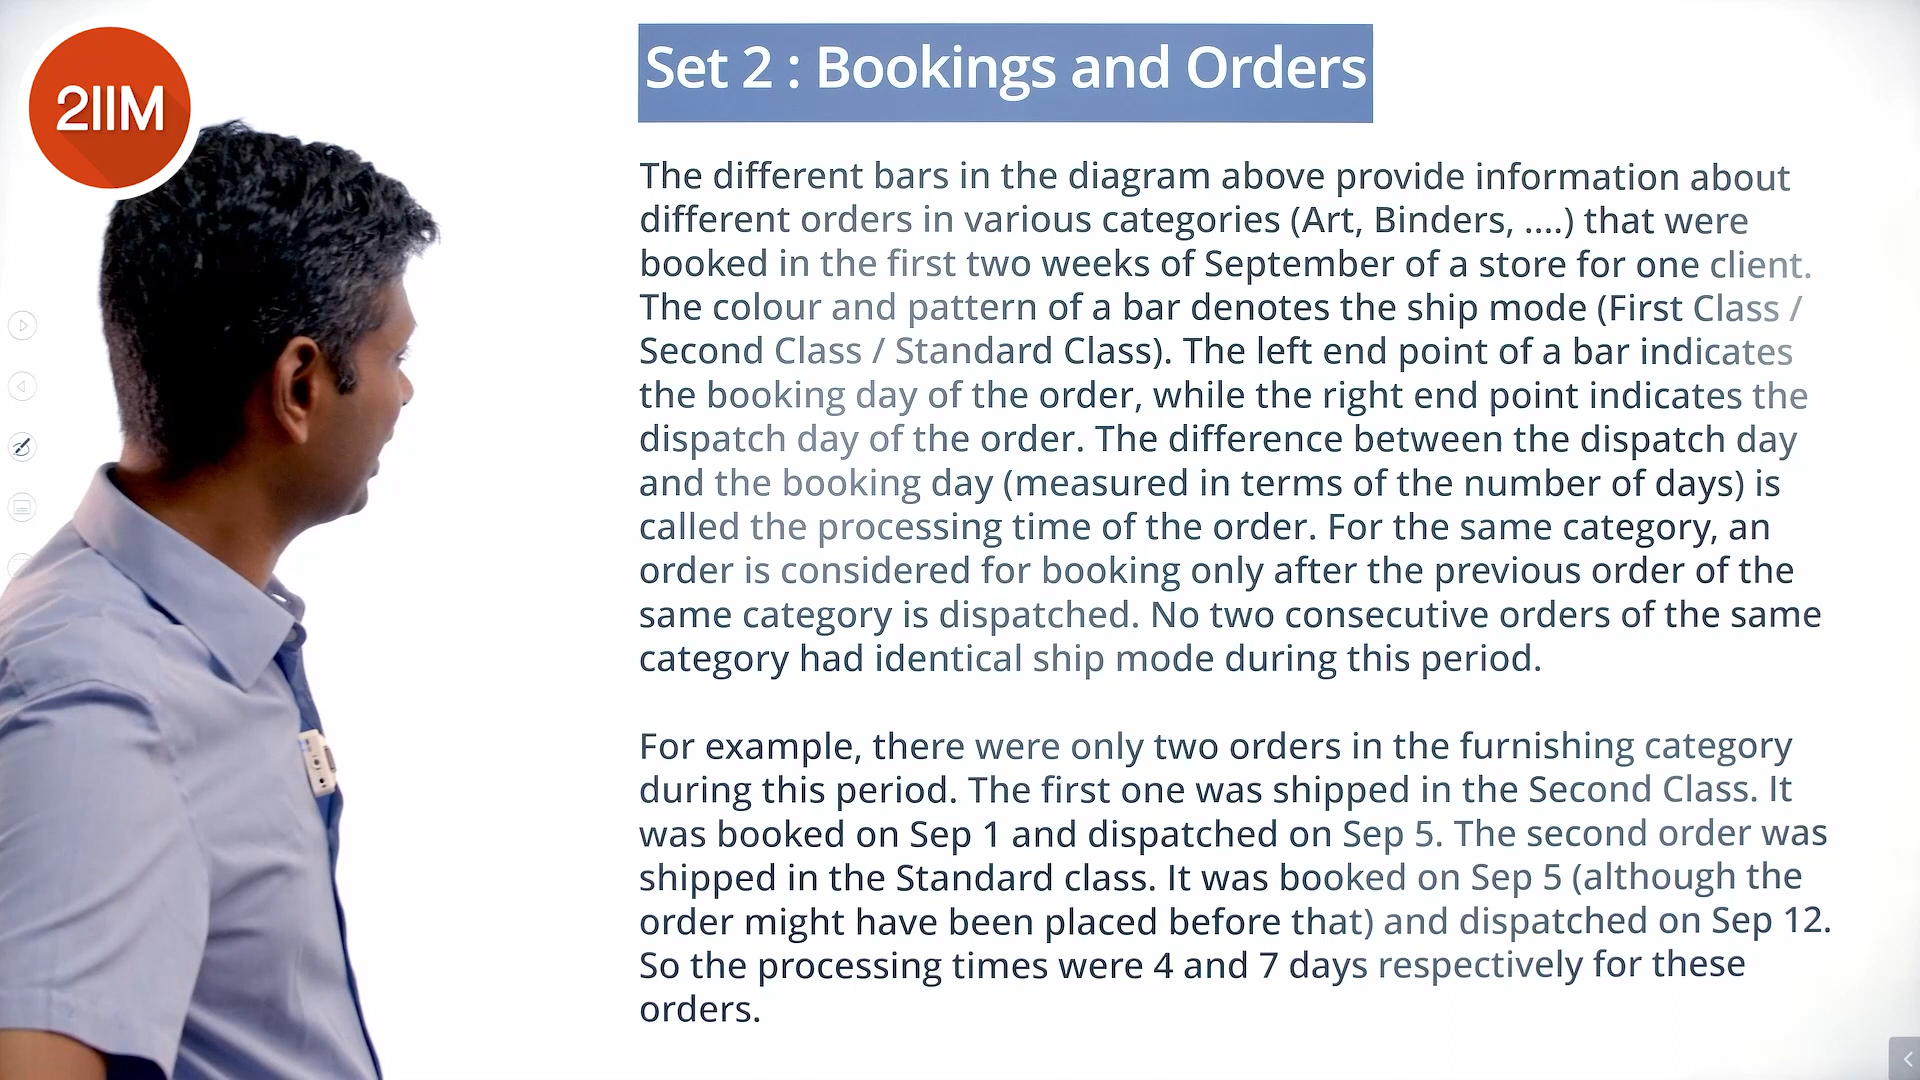 2IIM
Set 2 : Bookings and Orders
The different bars in the diagram above provide information about
different orders in various categories (Art, Binders, ....) that were
booked in the first two weeks of September of a store for one client.
The colour and pattern of a bar denotes the ship mode (First Class /
Second Class / Standard Class). The left end point of a bar indicates
the booking day of the order, while the right end point indicates the
dispatch day of the order. The difference between the dispatch day
and the booking day (measured in terms of the number of days) is
called the processing time of the order. For the same category, an
order is considered for booking only after the previous order of the
same category is dispatched. No two consecutive orders of the same
category had identical ship mode during this period.
For example, there were only two orders in the furnishing category
during this period. The first one was shipped in the Second Class. It
was booked on Sep 1 and dispatched on Sep 5. The second order was
shipped in the Standard class. It was booked on Sep 5 (although the
order might have been placed before that) and dispatched on Sep 12.
So the processing times were 4 and 7 days respectively for these
orders.